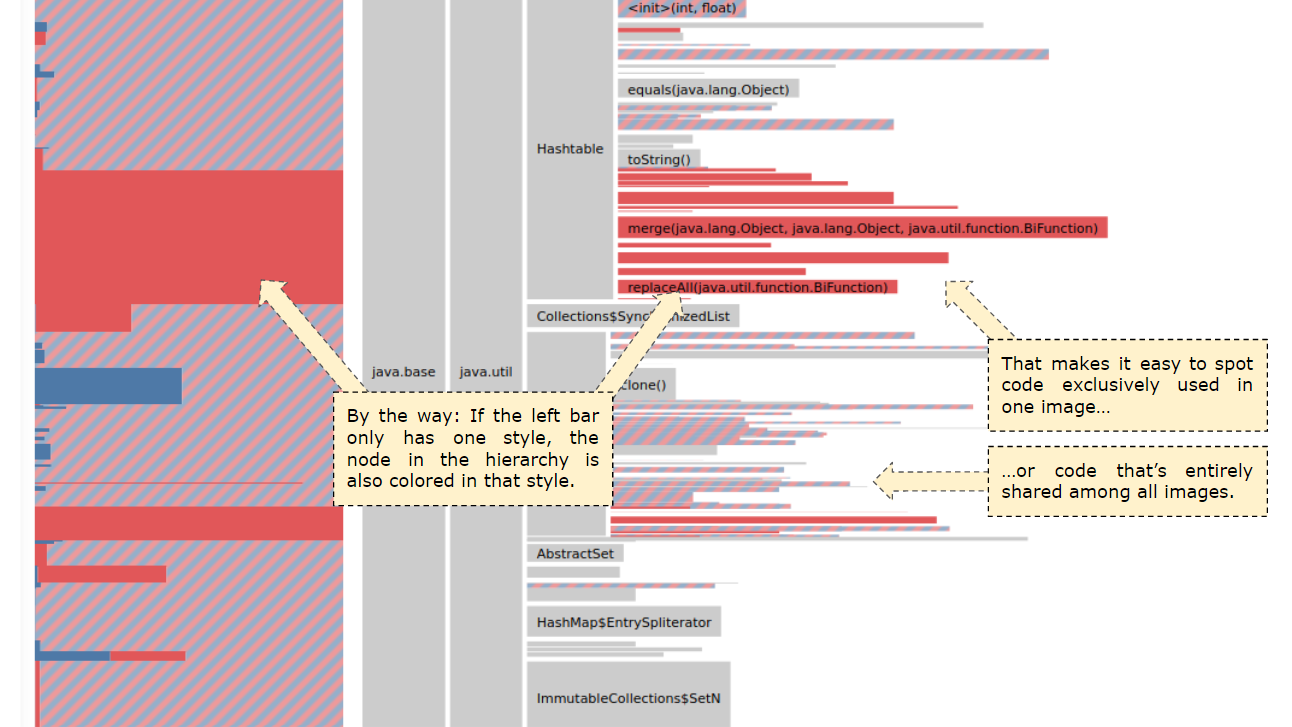 <init>(int, float)
equals(java.lang.Object)
Hashtable
toString()
merge(java.lang.Object, java.lang.Object, java.util.function.BiFunction)
replaceAll(java.util.function.BiFunction)
java.base
java.util
clone()
AbstractSet
HashMap$EntrySpliterator
ImmutableCollections$SetN
By the way: If the left bar
only has one style, the
node in the hierarchy is
also colored in that style.
That makes it easy to spot
code exclusively used in
one image…
…or code that’s entirely
shared among all images.